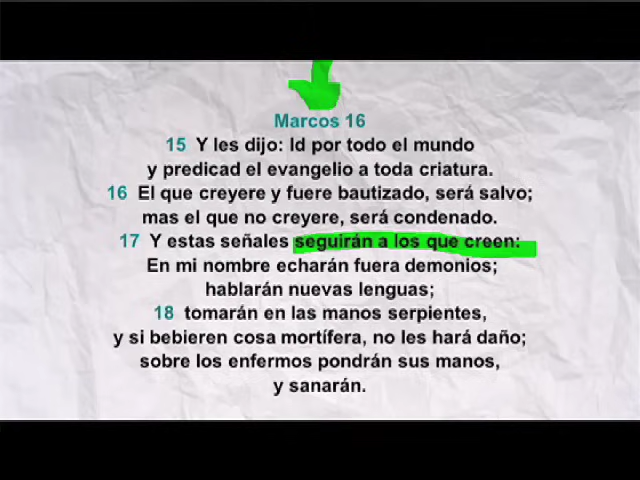 Marcos 16
15 Y les dijo: Id por todo el mundo
y predicad el evangelio a toda criatura.
16 El que creyere y fuere bautizado, será salvo;
mas el que no creyere, será condenado.
17 Y estas señales seguirán a los que creen:
En mi nombre echarán fuera demonios;
hablarán nuevas lenguas;
18 tomarán en las manos serpientes,
y si bebieren cosa mortífera, no les hará daño;
sobre los enfermos pondrán sus manos,
y sanarán.